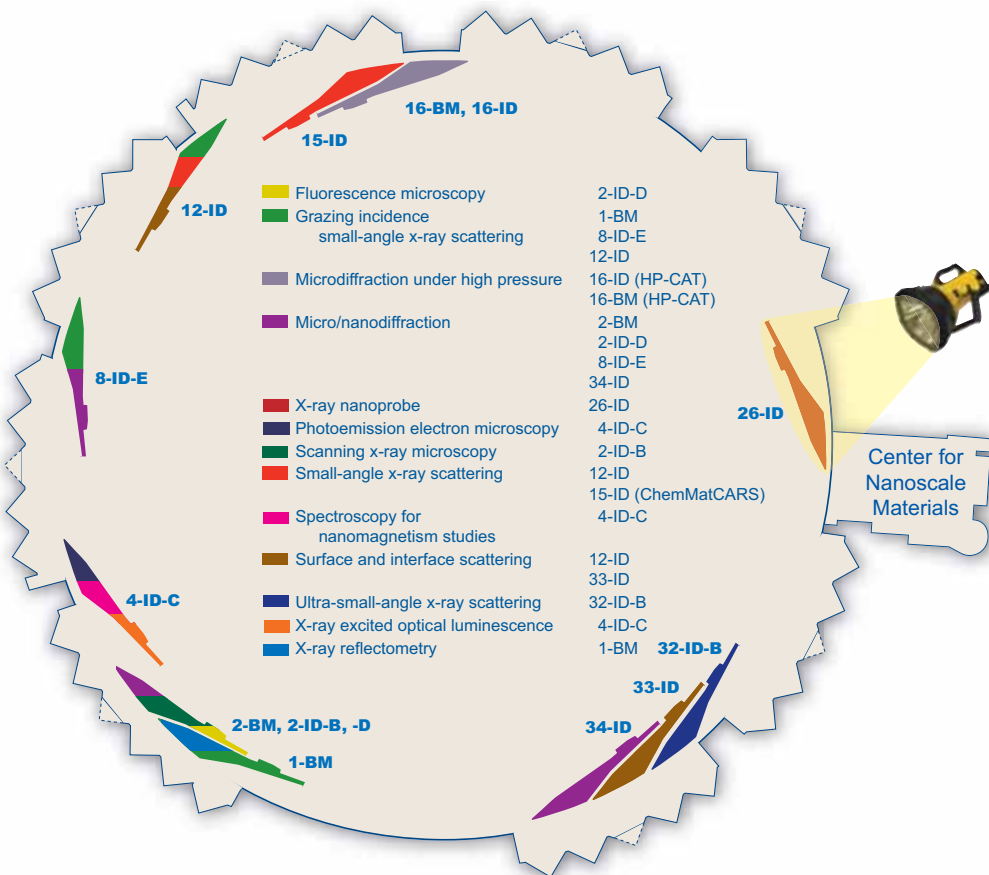 16-BM, 16-ID
15-ID
12-ID
Fluorescence microscopy 2-ID-D
Grazing incidence 1-BM
small-angle x-ray scattering 8-ID-E
12-ID
Microdiffraction under high pressure 16-ID (HP-CAT)
16-BM (HP-CAT)
Micro/nanodiffraction 2-BM
2-ID-D
8-ID-E
34-ID
8-ID-E
X-ray nanoprobe 26-ID
26-ID
Photoemission electron microscopy 4-ID-C
Scanning x-ray microscopy 2-ID-B
Small-angle x-ray scattering 12-ID
15-ID (ChemMatCARS)
Center for
Nanoscale
Materials
Spectroscopy for 4-ID-C
nanomagnetism studies
Surface and interface scattering 12-ID
33-ID
Ultra-small-angle x-ray scattering 32-ID-B
4-ID-C
X-ray excited optical luminescence 4-ID-C
X-ray reflectometry 1-BM
32-ID-B
33-ID
34-ID
2-BM, 2-ID-B, -D
1-BM